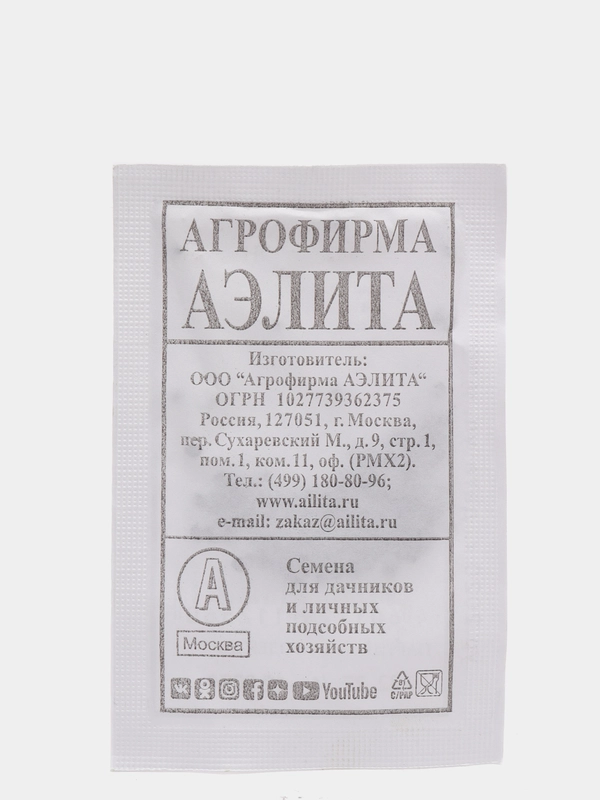 АГРОФИРМА
АЭЛИТА
Изготовитель:
ООО “Агрофирма АЭЛИТА“
ОГРН 1027739362375
Россия, 127051, г. Москва,
пер. Сухаревский М., д. 9, стр. 1,
пом. 1, ком. 11, оф. (РМХ2).
Тел.: (499) 180-80-96;
www.ailita.ru
e-mail: zakaz@ailita.ru
А
Москва
Семена
для дачников
и личных
подсобных
хозяйств
YouTube
81
C/PAP